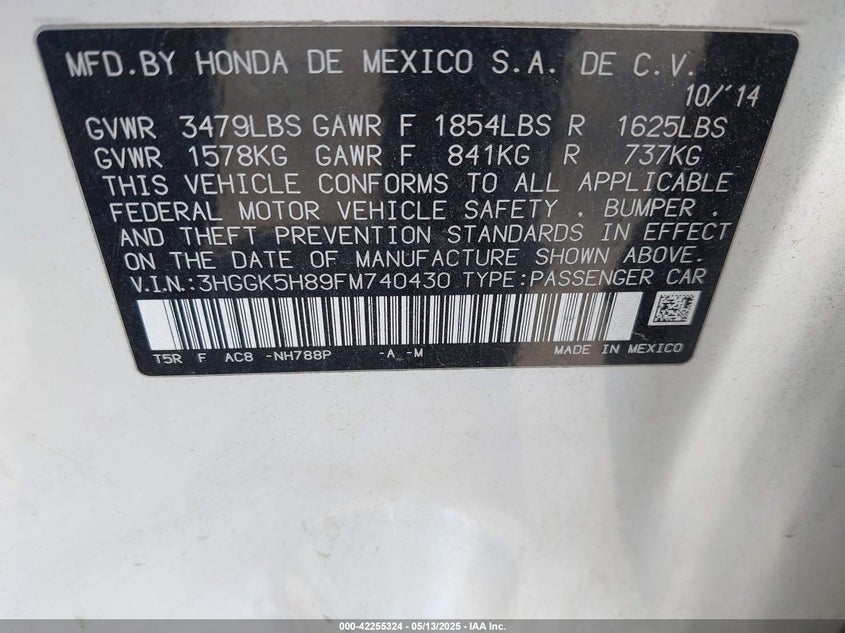 MFD.BY HONDA DE MEXICO S.A. DE C.V.
10/'14
GVWR 3479LBS GAWR F 1854LBS R 1625LBS
GVWR 1578KG GAWR F 841KG R 737KG
THIS VEHICLE CONFORMS TO ALL APPLICABLE
FEDERAL MOTOR VEHICLE SAFETY . BUMPER .
AND THEFT PREVENTION STANDARDS IN EFFECT
ON THE DATE OF MANUFACTURE SHOWN ABOVE.
V.I.N.:3HGGK5H89FM740430 TYPE:PASSENGER CAR
T5R F AC8 -NH788P -A -M MADE IN MEXICO
000-42255324 | 05/13/2025 - IAA Inc.